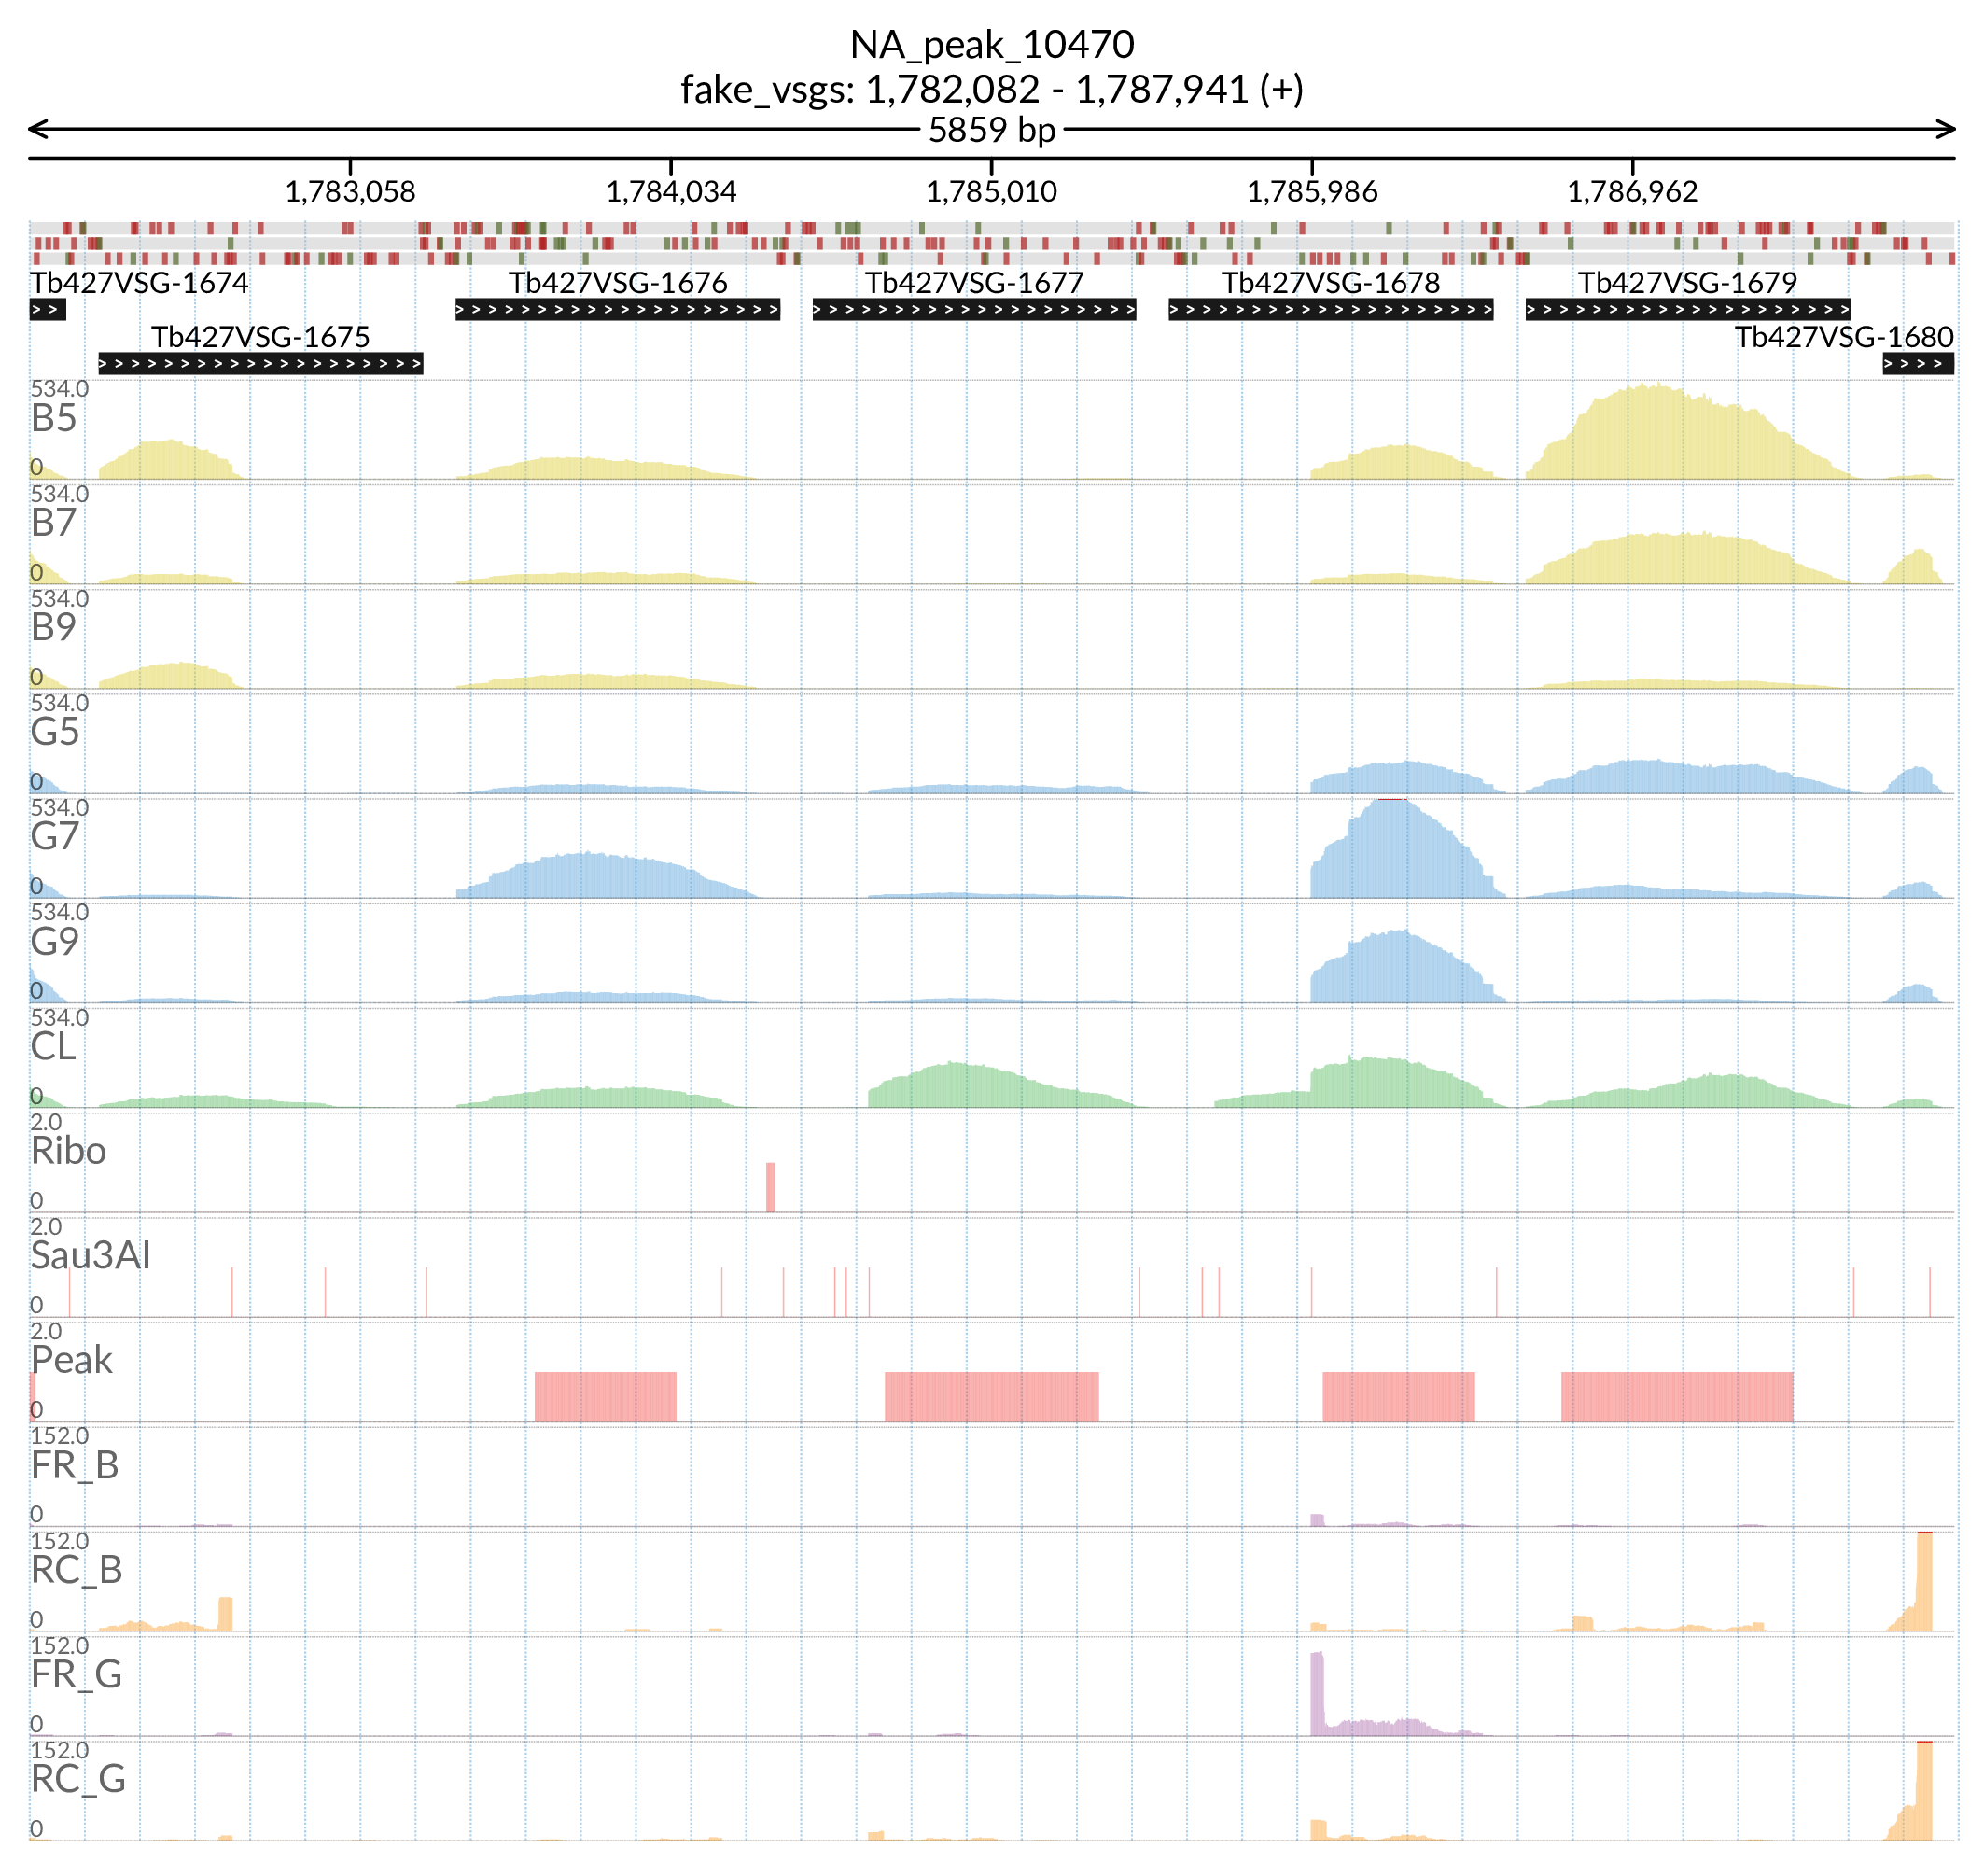 NA_peak_10470
fake_vsgs: 1,782,082 - 1,787,941 (+)
5859 bp
1,783,058 1,784,034 1,785,010 1,785,986 1,786,962
Tb427VSG-1674 Tb427VSG-1676 Tb427VSG-1677 Tb427VSG-1678 Tb427VSG-1679
Tb427VSG-1675 Tb427VSG-1680
534.0
B5
0
534.0
B7
0
534.0
B9
0
534.0
G5
0
534.0
G7
0
534.0
G9
0
534.0
CL
0
2.0
Ribo
0
2.0
Sau3AI
0
2.0
Peak
0
152.0
FR_B
0
152.0
RC_B
0
152.0
FR_G
0
152.0
RC_G
0